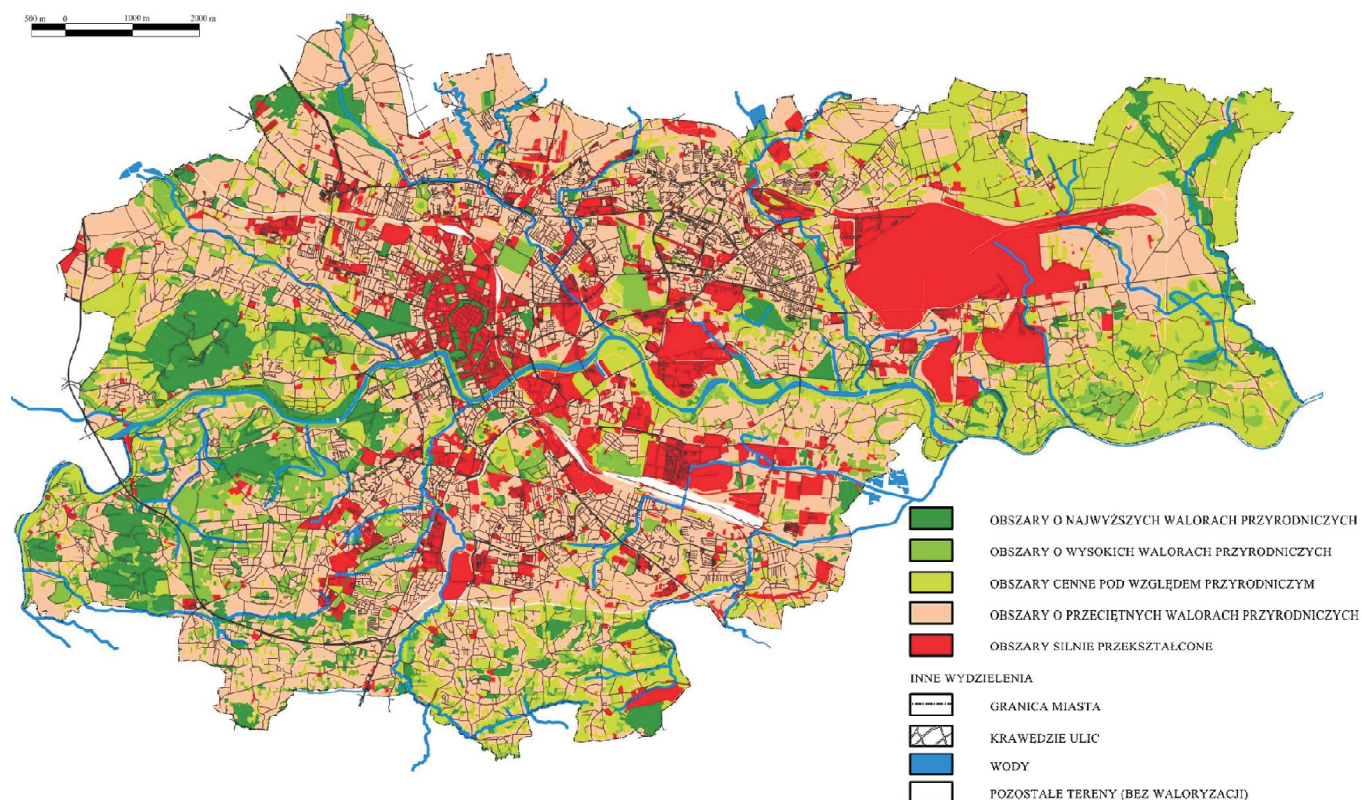 500 m 0 1000 m 2000 m
OBSZARY O NAJWYŻSZYCH WALORACH PRZYRODNICZYCH
OBSZARY O WYSOKICH WALORACH PRZYRODNICZYCH
OBSZARY CENNE POD WZGLĘDEM PRZYRODNICZYM
OBSZARY O PRZECIĘTNYCH WALORACH PRZYRODNICZYCH
OBSZARY SILNIE PRZEKSZTAŁCONE
INNE WYDZIELENIA
GRANICA MIASTA
KRAWĘDZIE ULIC
WODY
POZOSTAŁE TERENY (BEZ WALORYZACJI)